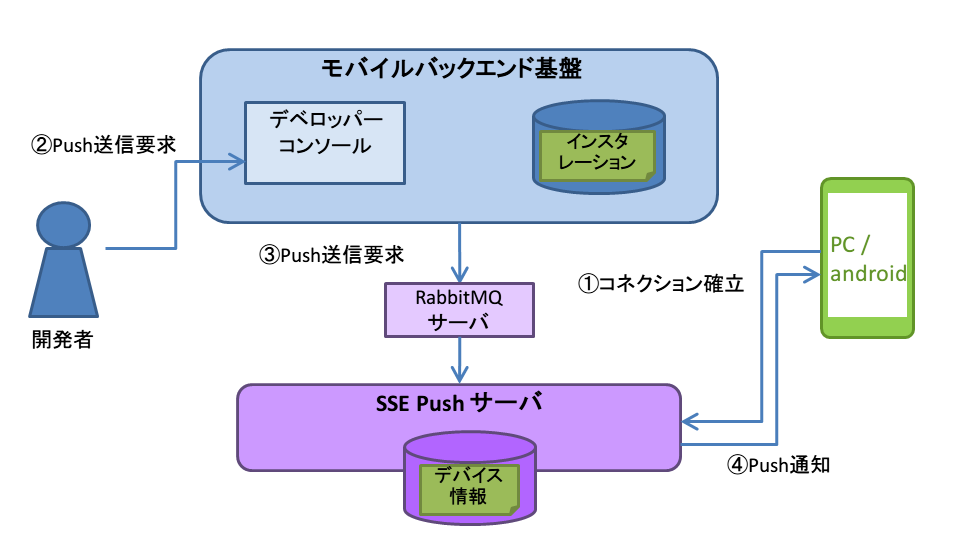 モバイルバックエンド基盤
デベロッパー
コンソール
インスタ
レーション
②Push送信要求
開発者
③Push送信要求
RabbitMQ
サーバ
①コネクション確立
PC /
android
SSE Push サーバ
デバイス
情報
④Push通知